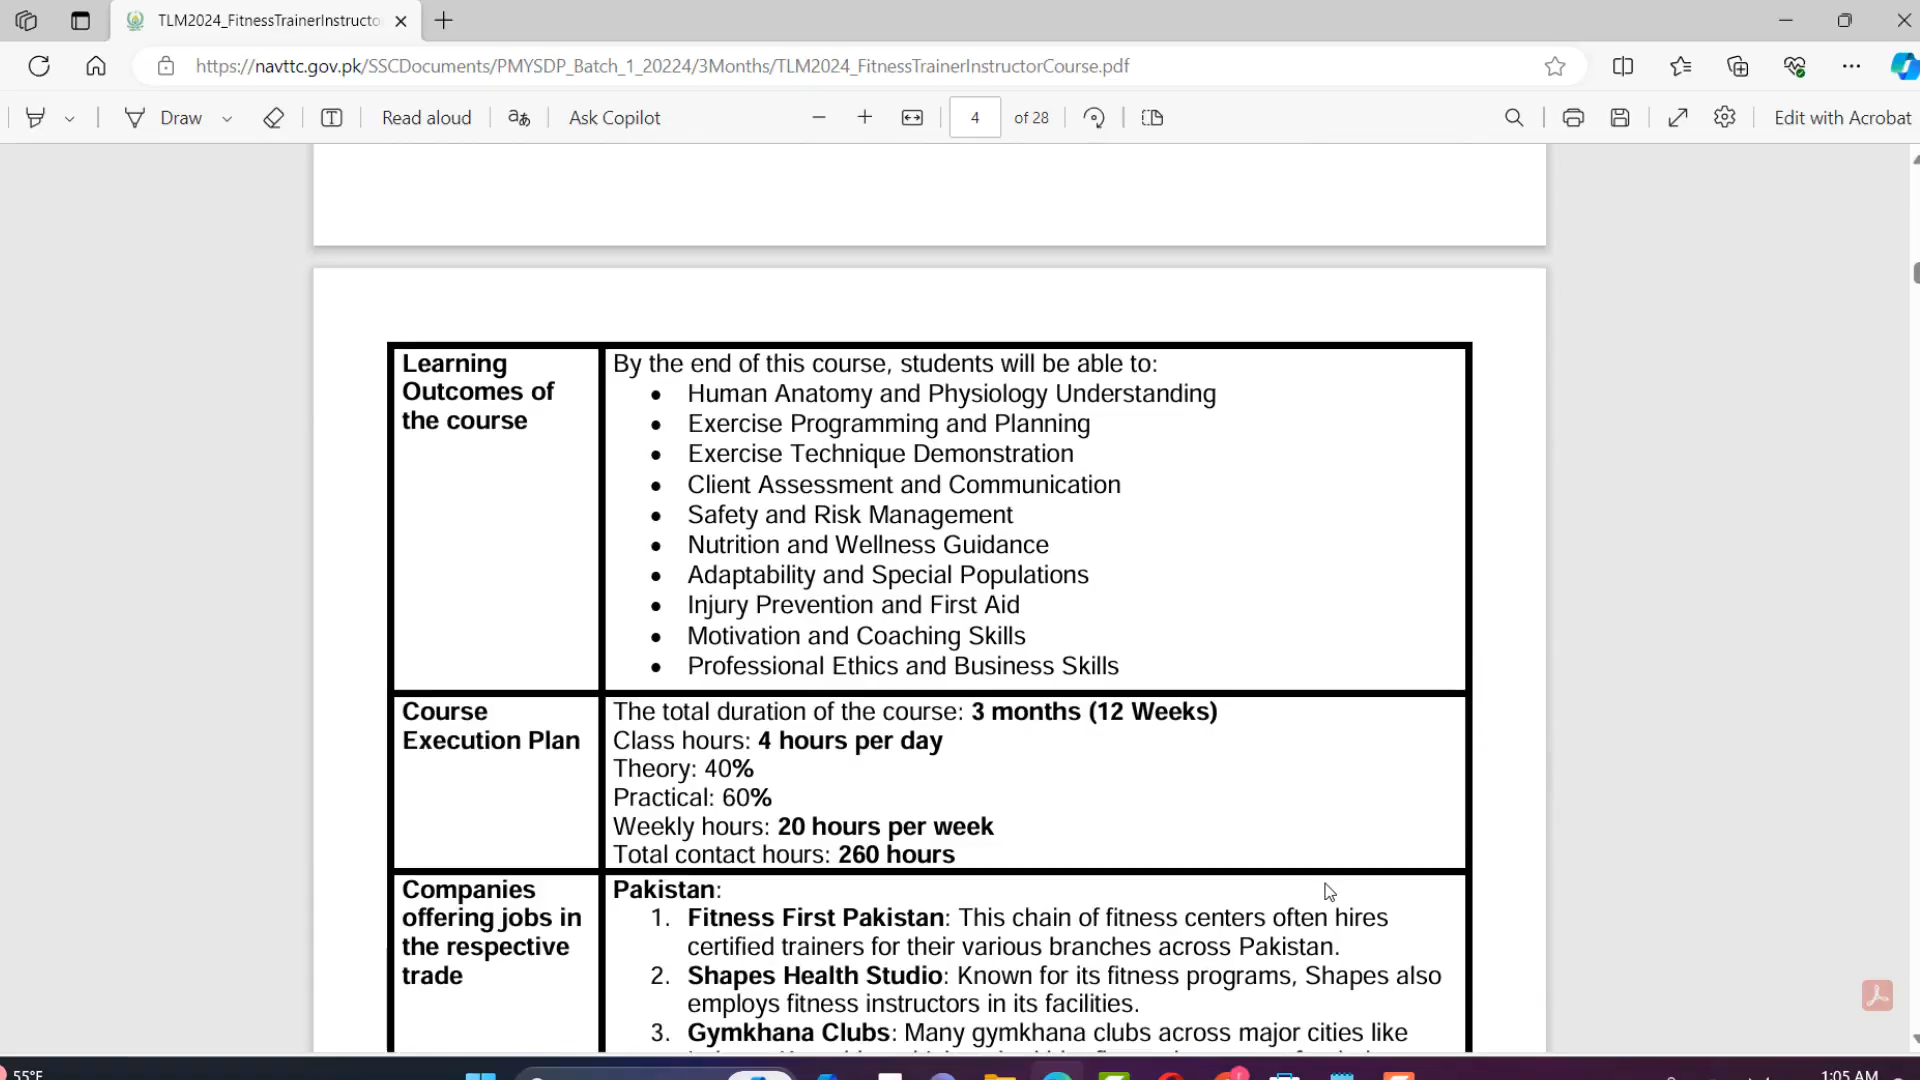 TLM2024_FitnessTrainerInstructo
https://navttc.gov.pk/SSCDocuments/PMYSDP_Batch_1_20224/3Months/TLM2024_FitnessTrainerInstructorCourse.pdf
Draw
Read aloud
Ask Copilot
4 of 28
Edit with Acrobat
Learning Outcomes of the course
By the end of this course, students will be able to:
• Human Anatomy and Physiology Understanding
• Exercise Programming and Planning
• Exercise Technique Demonstration
• Client Assessment and Communication
• Safety and Risk Management
• Nutrition and Wellness Guidance
• Adaptability and Special Populations
• Injury Prevention and First Aid
• Motivation and Coaching Skills
• Professional Ethics and Business Skills
Course Execution Plan
The total duration of the course: 3 months (12 Weeks)
Class hours: 4 hours per day
Theory: 40%
Practical: 60%
Weekly hours: 20 hours per week
Total contact hours: 260 hours
Companies offering jobs in the respective trade
Pakistan:
1. Fitness First Pakistan: This chain of fitness centers often hires
certified trainers for their various branches across Pakistan.
2. Shapes Health Studio: Known for its fitness programs, Shapes also
employs fitness instructors in its facilities.
3. Gymkhana Clubs: Many gymkhana clubs across major cities like
55°F
1:05 AM